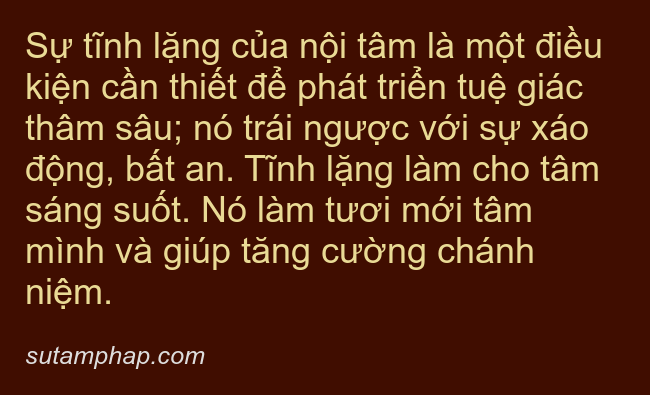 Sự tĩnh lặng của nội tâm là một điều
kiện cần thiết để phát triển tuệ giác
thâm sâu; nó trái ngược với sự xáo
động, bất an. Tĩnh lặng làm cho tâm
sáng suốt. Nó làm tươi mới tâm
mình và giúp tăng cường chánh
niệm.
sutamphap.com